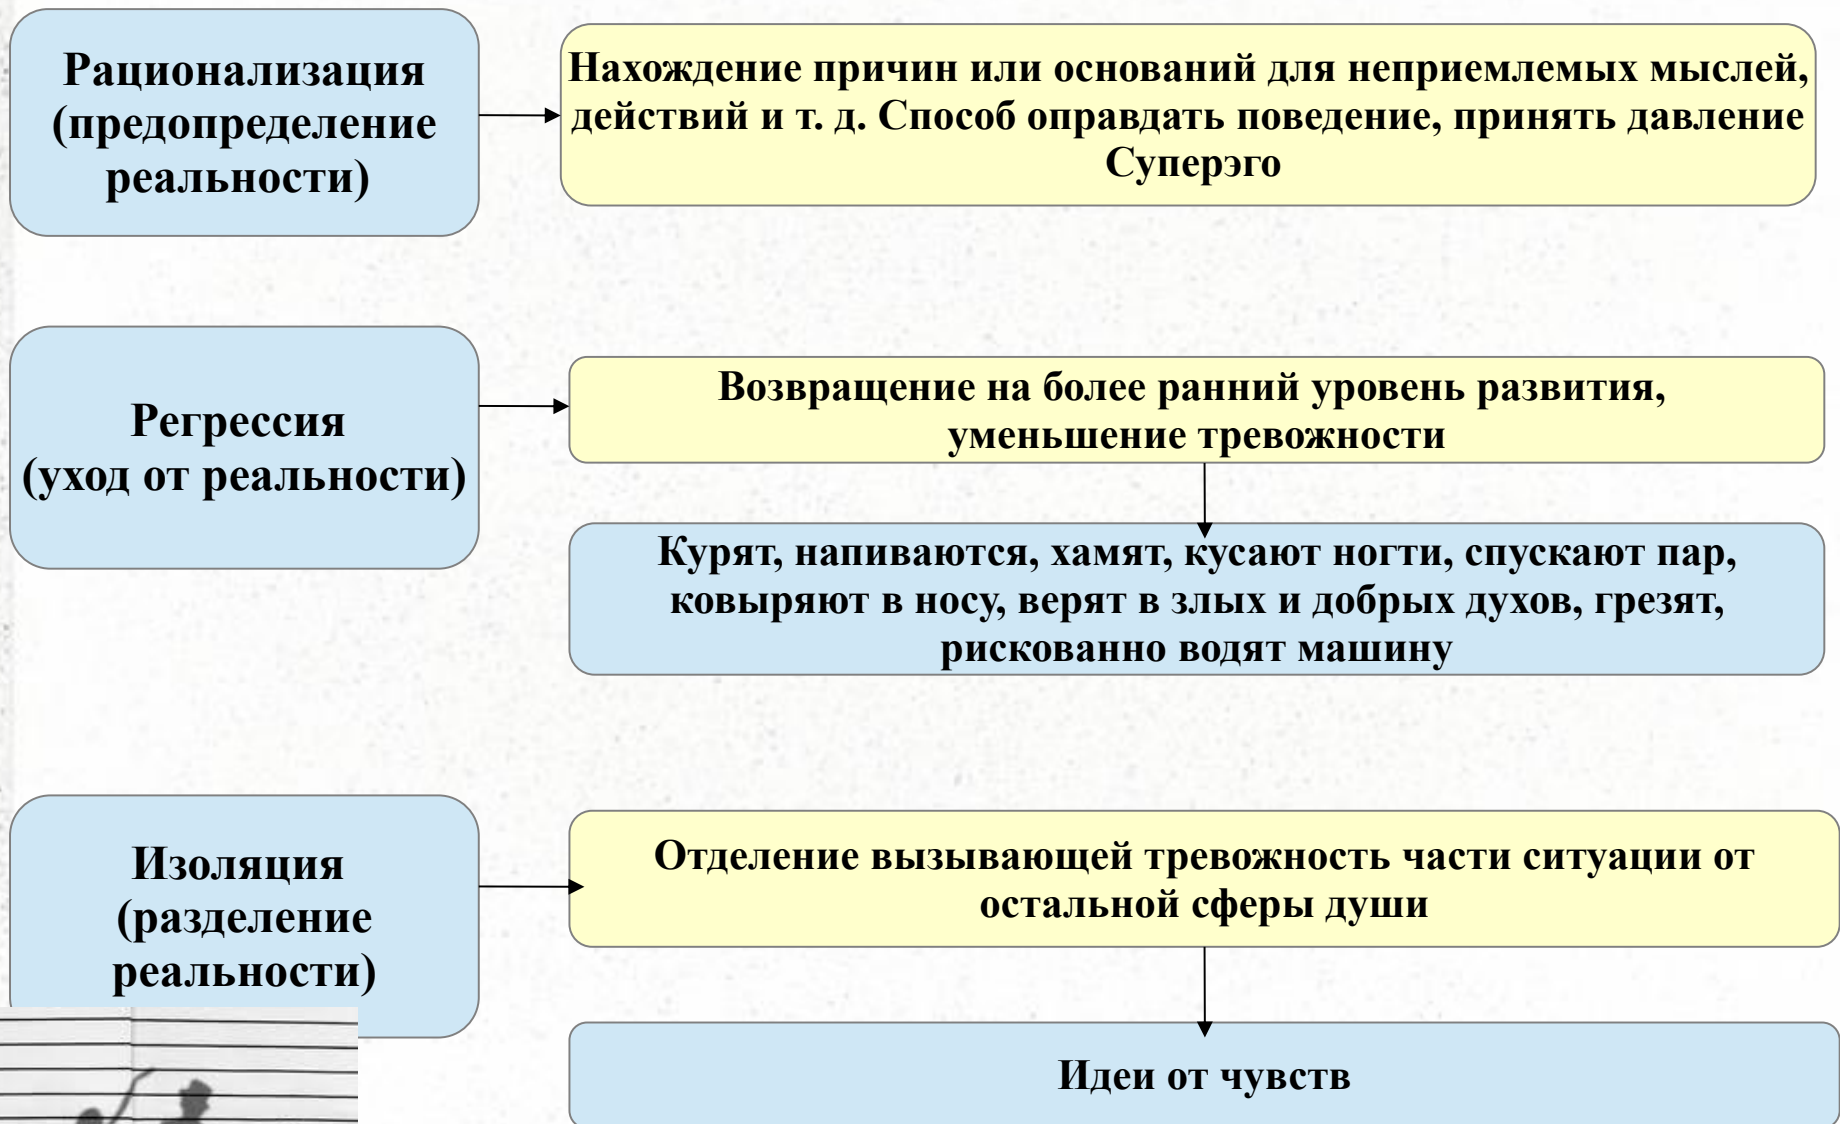 Рационализация
(предопределение
реальности)
Нахождение причин или оснований для неприемлемых мыслей,
действий и т. д. Способ оправдать поведение, принять давление
Суперэго
Регрессия
(уход от реальности)
Возвращение на более ранний уровень развития,
уменьшение тревожности
Курят, напиваются, хамят, кусают ногти, спускают пар,
ковыряют в носу, верят в злых и добрых духов, грезят,
рискованно водят машину
Изоляция
(разделение
реальности)
Отделение вызывающей тревожность части ситуации от
остальной сферы души
Идеи от чувств